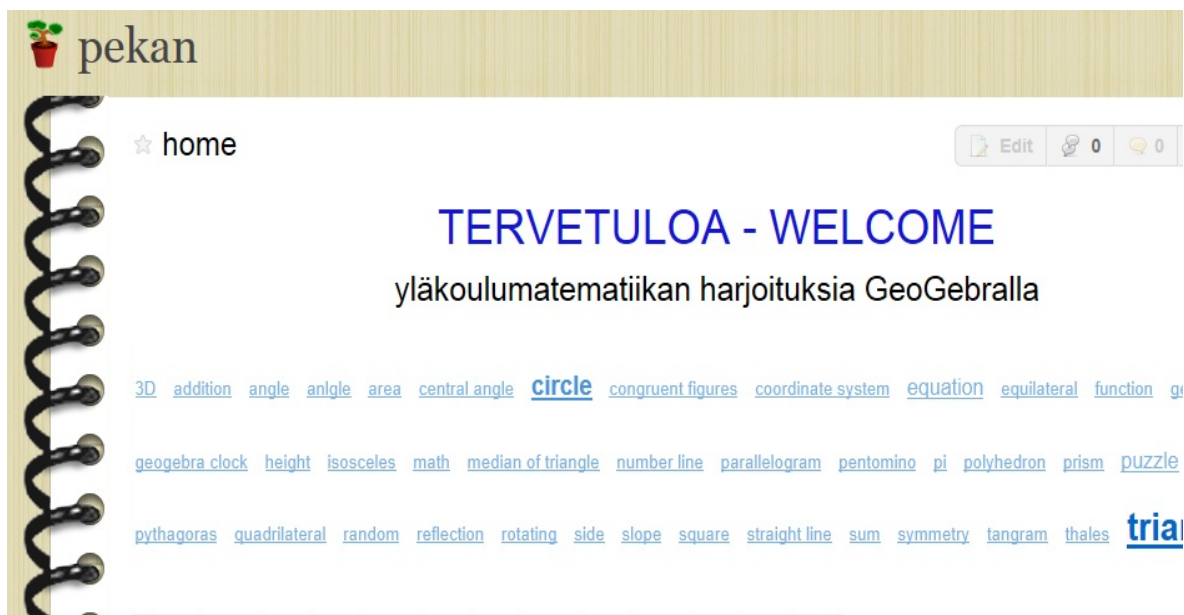 pekan
home
Edit 0 0
TERVETULOA - WELCOME
yläkoulumatematiikan harjoituksia GeoGebralla
3D addition angle anlgle area central angle circle congruent figures coordinate system equation equilateral function ge
geogebra clock height isosceles math median of triangle number line parallelogram pentomino pi polyhedron prism puzzle
pythagoras quadrilateral random reflection rotating side slope square straight line sum symmetry tangram thales trian